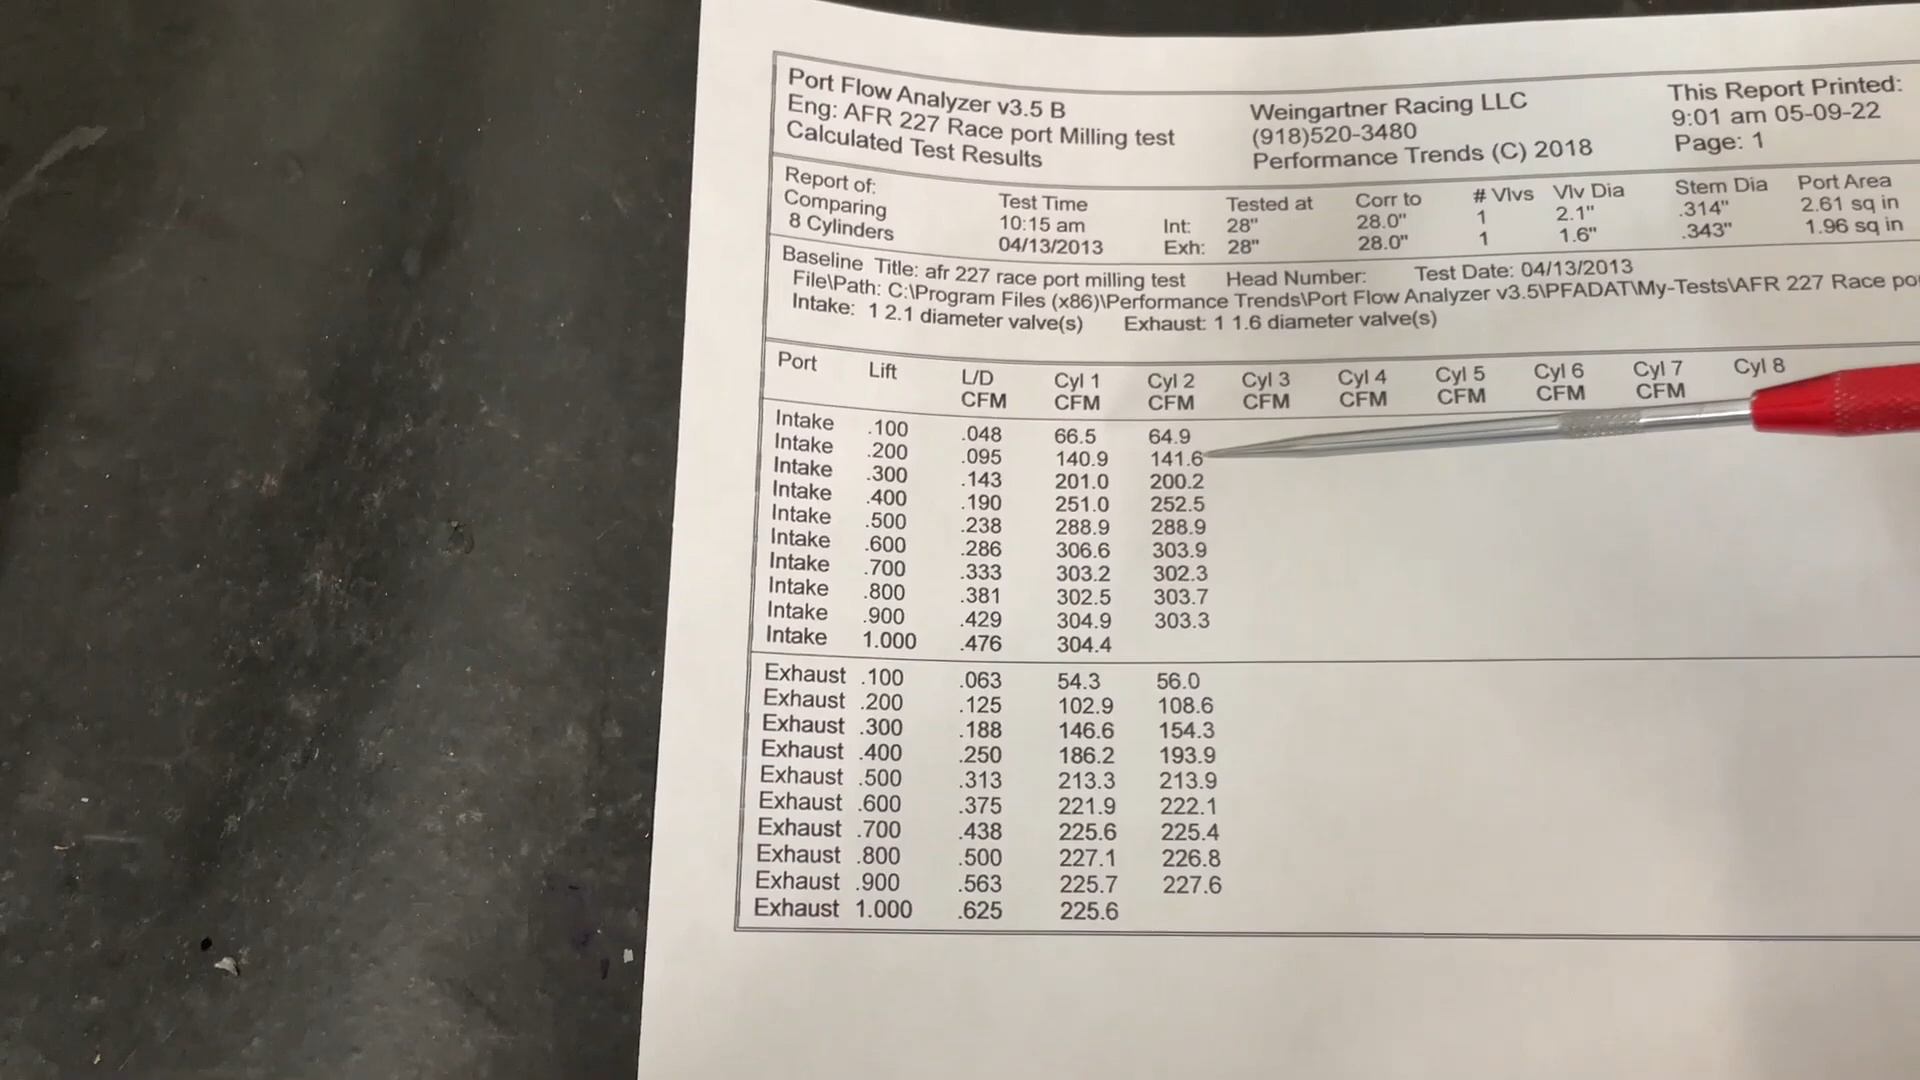 Port Flow Analyzer v3.5 B
Eng: AFR 227 Race port Milling test
Calculated Test Results
Weingartner Racing LLC
(918)520-3480
Performance Trends (C) 2018
This Report Printed:
9:01 am 05-09-22
Page: 1
Report of:
Comparing
8 Cylinders
Test Time
10:15 am
04/13/2013
Tested at Corr to # Vlvs Vlv Dia Stem Dia Port Area
Int: 28" 28.0" 1 2.1" .314" 2.61 sq in
Exh: 28" 28.0" 1 1.6" .343" 1.96 sq in
Baseline Title: afr 227 race port milling test Head Number: Test Date: 04/13/2013
File\Path: C:\Program Files (x86)\Performance Trends\Port Flow Analyzer v3.5\PFADAT\My-Tests\AFR 227 Race
Intake: 1 2.1 diameter valve(s) Exhaust: 1 1.6 diameter valve(s)
Port Lift L/D Cyl 1 Cyl 2 Cyl 3 Cyl 4 Cyl 5 Cyl 6 Cyl 7 Cyl 8
CFM CFM CFM CFM CFM CFM CFM CFM
Intake .100 .048 66.5 64.9
Intake .200 .095 140.9 141.6
Intake .300 .143 201.0 200.2
Intake .400 .190 251.0 252.5
Intake .500 .238 288.9 288.9
Intake .600 .286 306.6 303.9
Intake .700 .333 303.2 302.3
Intake .800 .381 302.5 303.7
Intake .900 .429 304.9 303.3
Intake 1.000 .476 304.4
Exhaust .100 .063 54.3 56.0
Exhaust .200 .125 102.9 108.6
Exhaust .300 .188 146.6 154.3
Exhaust .400 .250 186.2 193.9
Exhaust .500 .313 213.3 213.9
Exhaust .600 .375 221.9 222.1
Exhaust .700 .438 225.6 225.4
Exhaust .800 .500 227.1 226.8
Exhaust .900 .563 225.7 227.6
Exhaust 1.000 .625 225.6